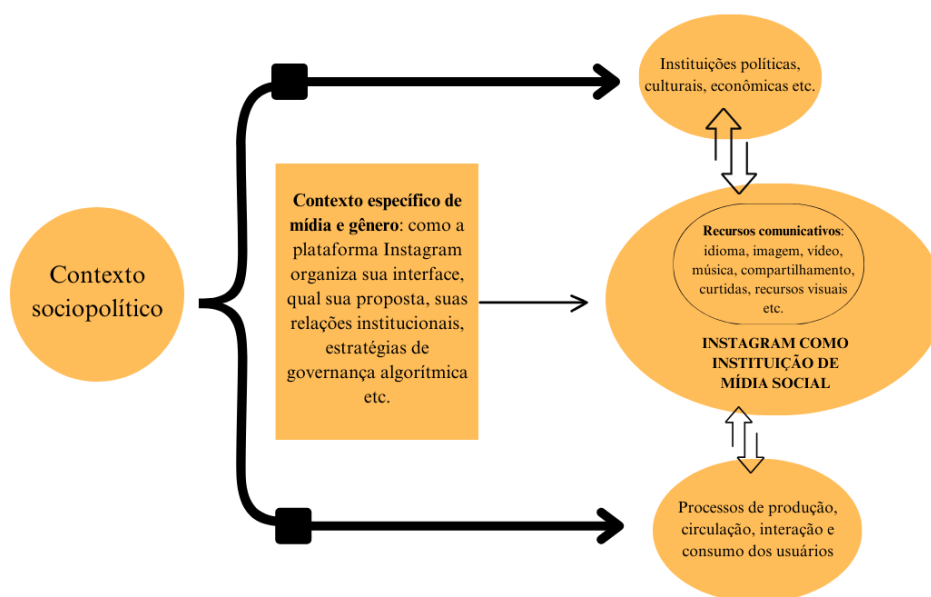 Contexto
sociopolítico
Contexto específico de
mídia e gênero: como a
plataforma Instagram
organiza sua interface,
qual sua proposta, suas
relações institucionais,
estratégias de
governança algorítmica
etc.
Instituições políticas,
culturais, econômicas etc.
Recursos comunicativos:
idioma, imagem, vídeo,
música, compartilhamento,
curtidas, recursos visuais
etc.
INSTAGRAM COMO
INSTITUIÇÃO DE
MÍDIA SOCIAL
Processos de produção,
circulação, interação e
consumo dos usuários